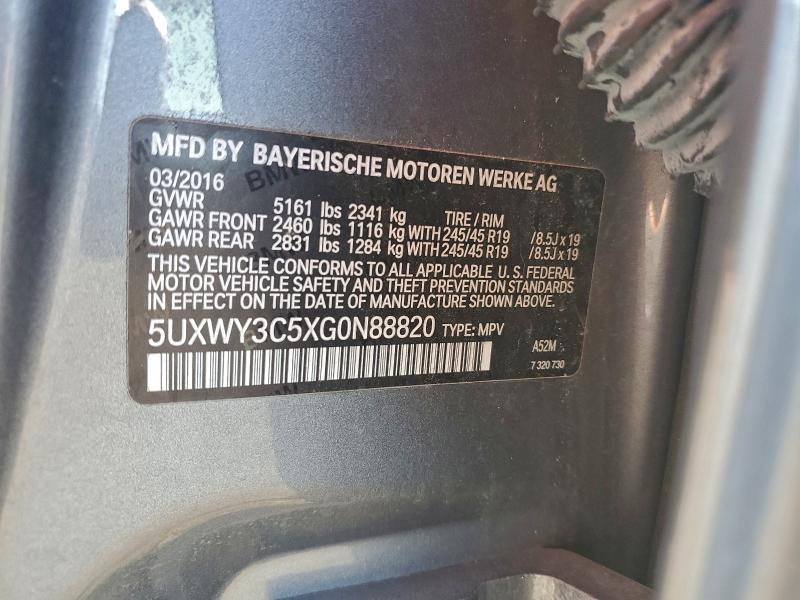 MFD BY BAYERISCHE MOTOREN WERKE AG
03/2016
GVWR 5161 lbs 2341 kg TIRE / RIM
GAWR FRONT 2460 lbs 1116 kg WITH 245/45 R19 / 8.5J x 19
GAWR REAR 2831 lbs 1284 kg WITH 245/45 R19 / 8.5J x 19
THIS VEHICLE CONFORMS TO ALL APPLICABLE U. S. FEDERAL
MOTOR VEHICLE SAFETY AND THEFT PREVENTION STANDARDS
IN EFFECT ON THE DATE OF MANUFACTURE SHOWN ABOVE.
5UXWY3C5XG0N88820 TYPE: MPV
A52M
7 320 730